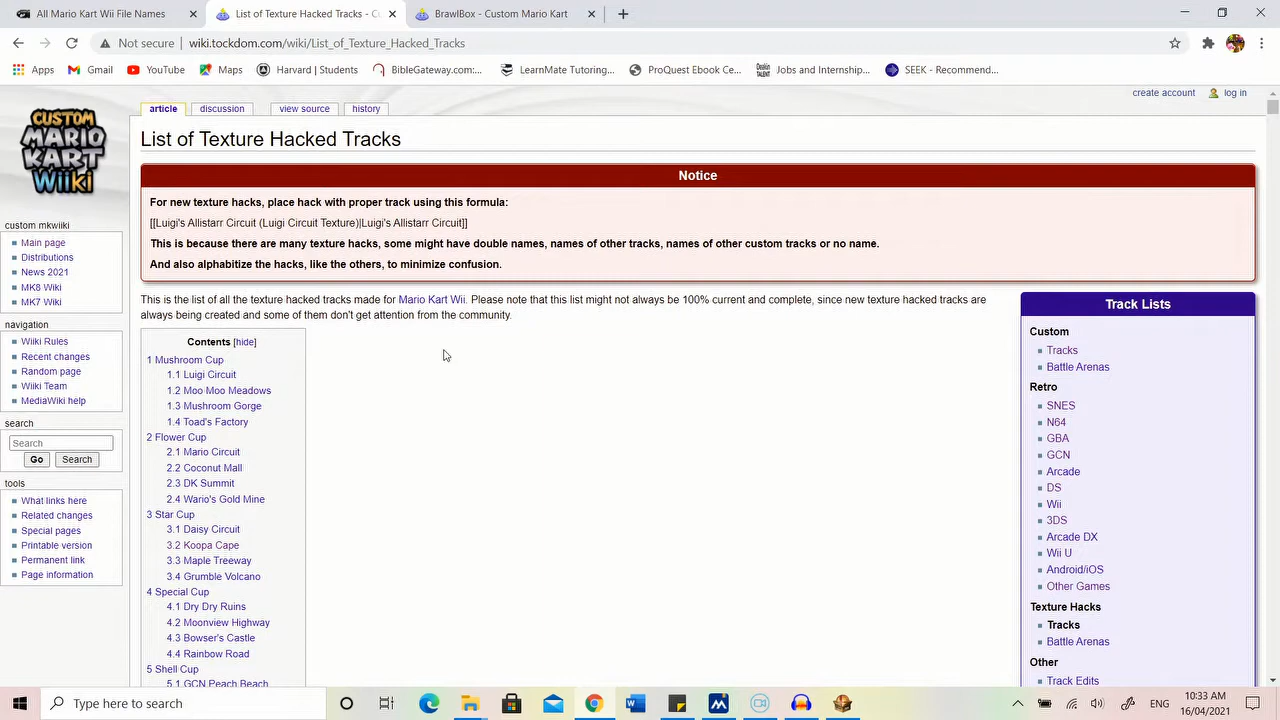 All Mario Kart Wii File Names
List of Texture Hacked Tracks - C
BrawlBox - Custom Mario Kart
Not secure | wiki.tockdom.com/wiki/List_of_Texture_Hacked_Tracks
Apps Gmail YouTube Maps Harvard | Students BibleGateway.com:... LearnMate Tutoring,... ProQuest Ebook Ce... Jobs and Internship... SEEK - Recommend...
create account log in
article discussion view source history
CUSTOM
MARIO
KART
Wiiki
List of Texture Hacked Tracks
Notice
For new texture hacks, place hack with proper track using this formula:
[[Luigi's Allistarr Circuit (Luigi Circuit Texture)|Luigi's Allistarr Circuit]]
This is because there are many texture hacks, some might have double names, names of other tracks, names of other custom tracks or no name.
And also alphabitize the hacks, like the others, to minimize confusion.
This is the list of all the texture hacked tracks made for Mario Kart Wii. Please note that this list might not always be 100% current and complete, since new texture hacked tracks are
always being created and some of them don't get attention from the community.
custom mkwiiki
Main page
Distributions
News 2021
MK8 Wiki
MK7 Wiki
navigation
Wiiki Rules
Recent changes
Random page
Wiiki Team
MediaWiki help
search
Search
Go Search
tools
What links here
Related changes
Special pages
Printable version
Permanent link
Page information
Contents [hide]
1 Mushroom Cup
1.1 Luigi Circuit
1.2 Moo Moo Meadows
1.3 Mushroom Gorge
1.4 Toad's Factory
2 Flower Cup
2.1 Mario Circuit
2.2 Coconut Mall
2.3 DK Summit
2.4 Wario's Gold Mine
3 Star Cup
3.1 Daisy Circuit
3.2 Koopa Cape
3.3 Maple Treeway
3.4 Grumble Volcano
4 Special Cup
4.1 Dry Dry Ruins
4.2 Moonview Highway
4.3 Bowser's Castle
4.4 Rainbow Road
5 Shell Cup
5.1 GCN Peach Beach
Track Lists
Custom
Tracks
Battle Arenas
Retro
SNES
N64
GBA
GCN
Arcade
DS
Wii
3DS
Arcade DX
Wii U
Android/iOS
Other Games
Texture Hacks
Tracks
Battle Arenas
Other
Track Edits
Type here to search
ENG
10:33 AM
16/04/2021